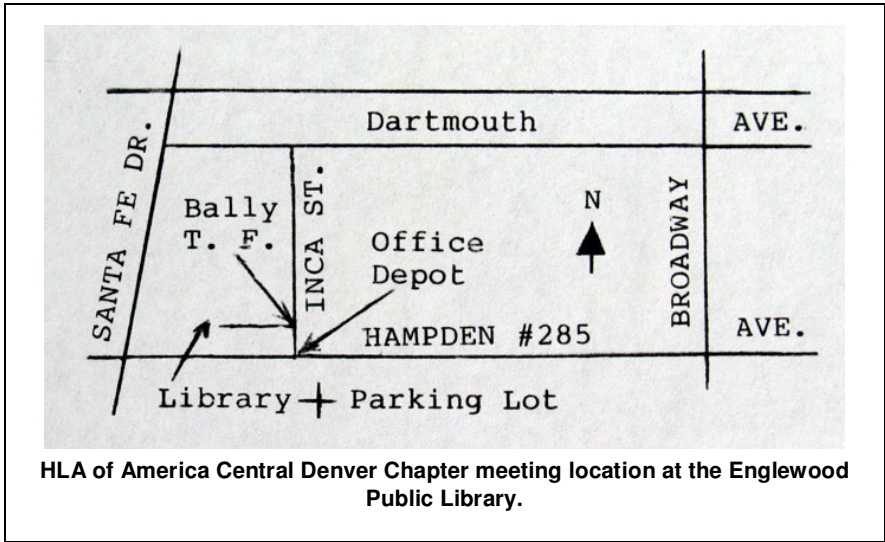 Dartmouth AVE.
SANTA FE DR.
Bally
T. F.
INCA ST.
Office
Depot
N
BROADWAY
HAMPDEN #285 AVE.
Library + Parking Lot
HLA of America Central Denver Chapter meeting location at the Englewood
Public Library.